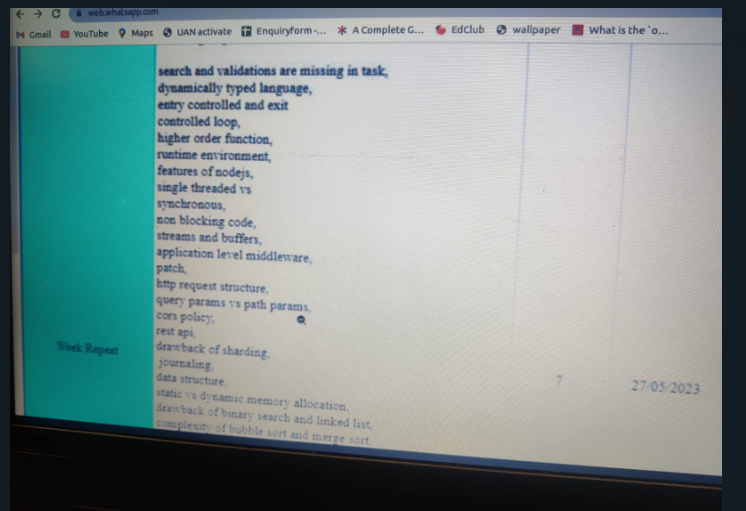 web.whatsapp.com
Gmail YouTube Maps UAN activate Enquiryform-... A Complete G... EdClub wallpaper What is the `o...
search and validations are missing in task,
dynamically typed language,
entry controlled and exit
controlled loop,
higher order function,
runtime environment,
features of nodejs,
single threaded vs
synchronous,
non blocking code,
streams and buffers,
application level middleware,
patch,
http request structure,
query params vs path params,
cors policy,
rest api,
drawback of sharding,
journaling,
data structure,
static vs dynamic memory allocation,
drawback of binary search and linked list,
complexity of bubble sort and merge sort,
Week Repeat
7
27/05/2023